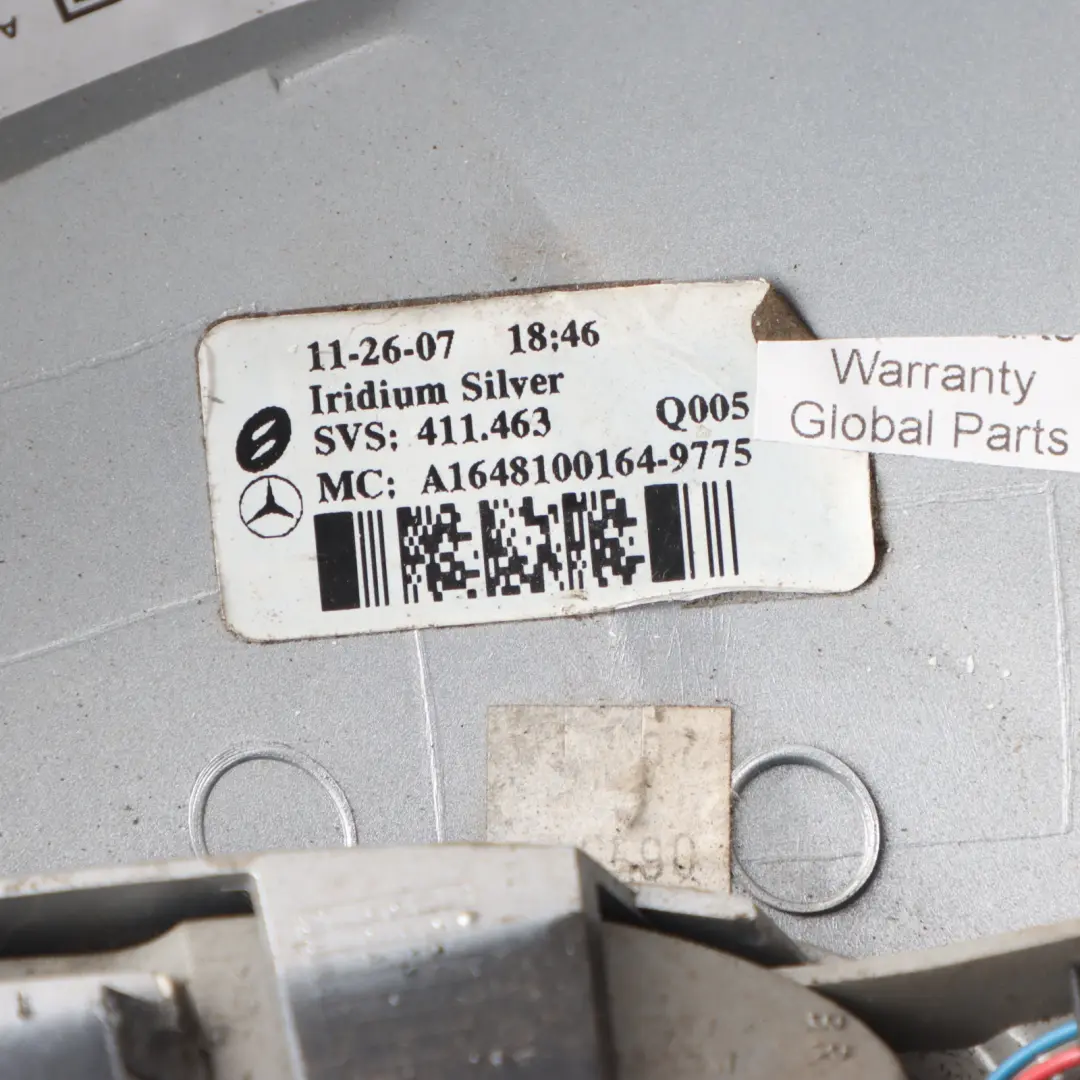 11-26-07 18:46
Iridium Silver
SVS: 411.463 Q005
MC: A1648100164-9775
Warranty
Global Parts